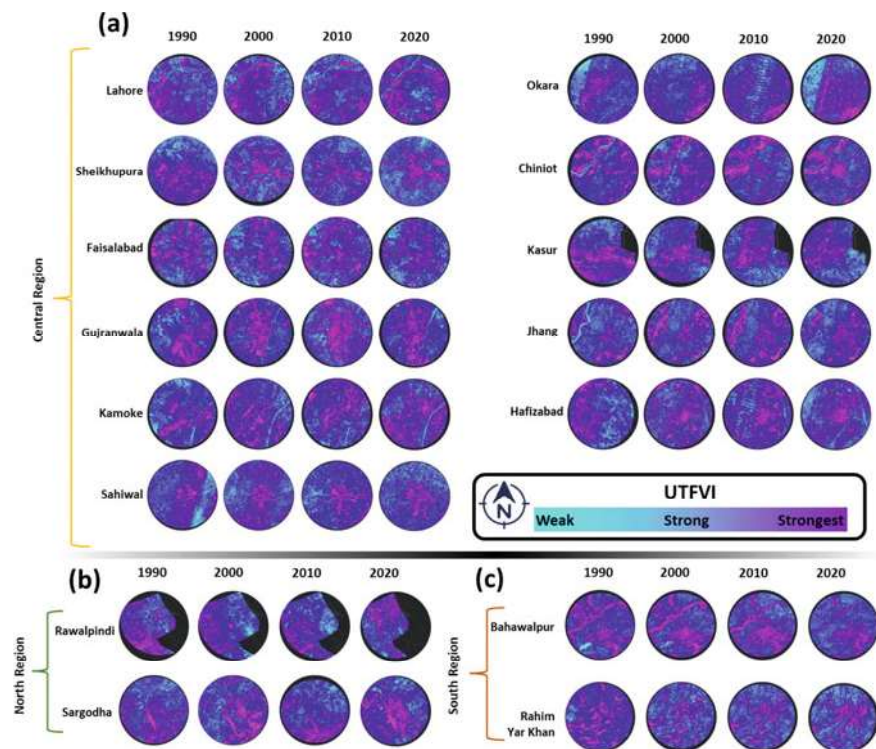 (a)
1990 2000 2010 2020
Central Region
Lahore
Sheikhupura
Faisalabad
Gujranwala
Kamoke
Sahiwal
1990 2000 2010 2020
Okara
Chiniot
Kasur
Jhang
Hafizabad
N
UTFVI
Weak Strong Strongest
(b)
1990 2000 2010 2020
North Region
Rawalpindi
Sargodha
(c)
1990 2000 2010 2020
South Region
Bahawalpur
Rahim
Yar Khan